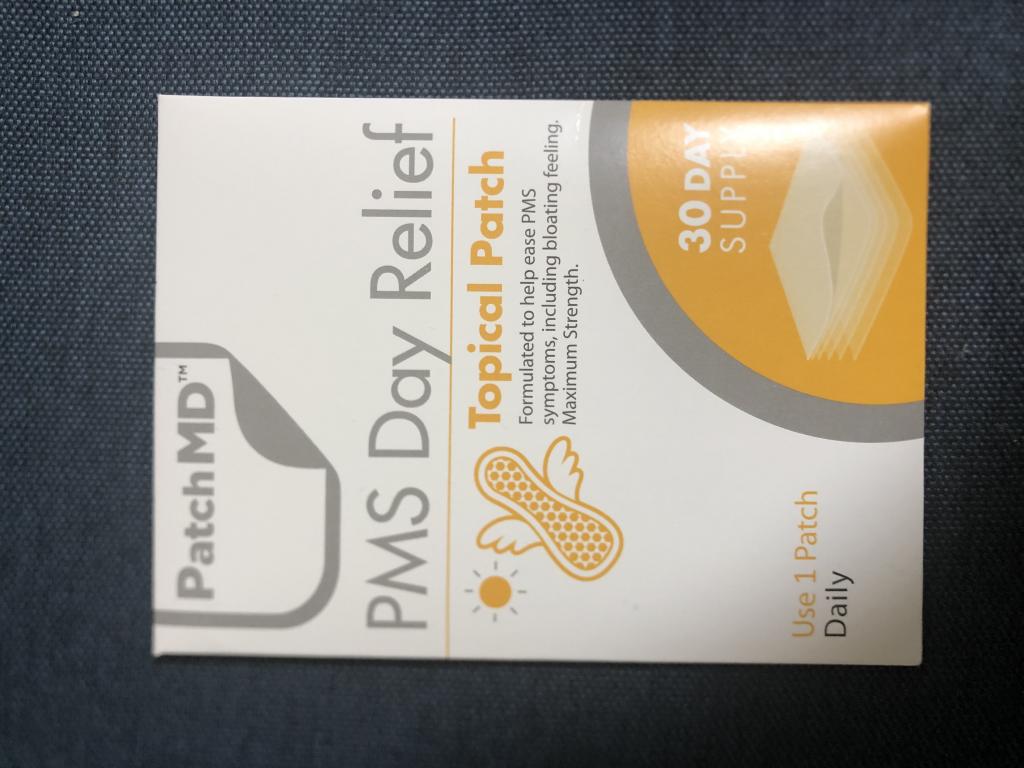 PatchMD™
PMS Day Relief
Topical Patch
Formulated to help ease PMS
symptoms, including bloating feeling.
Maximum Strength.
30 DAY
SUPPLY
Use 1 Patch
Daily